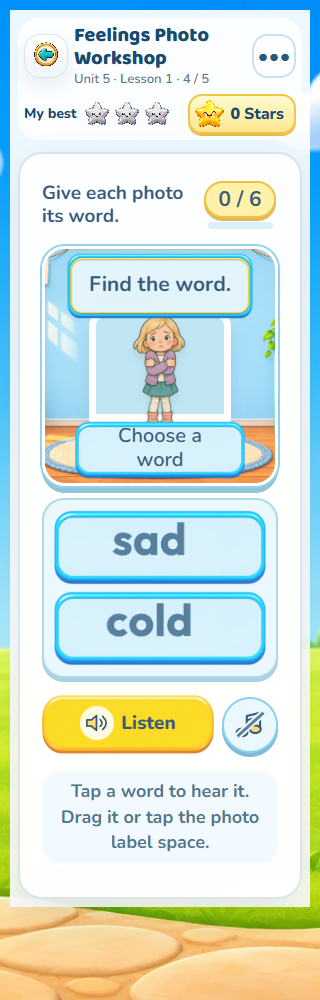 Feelings Photo
Workshop
Unit 5 · Lesson 1 · 4 / 5
My best
0 Stars
Give each photo
its word.
0 / 6
Find the word.
Choose a
word
sad
cold
Listen
Tap a word to hear it.
Drag it or tap the photo
label space.